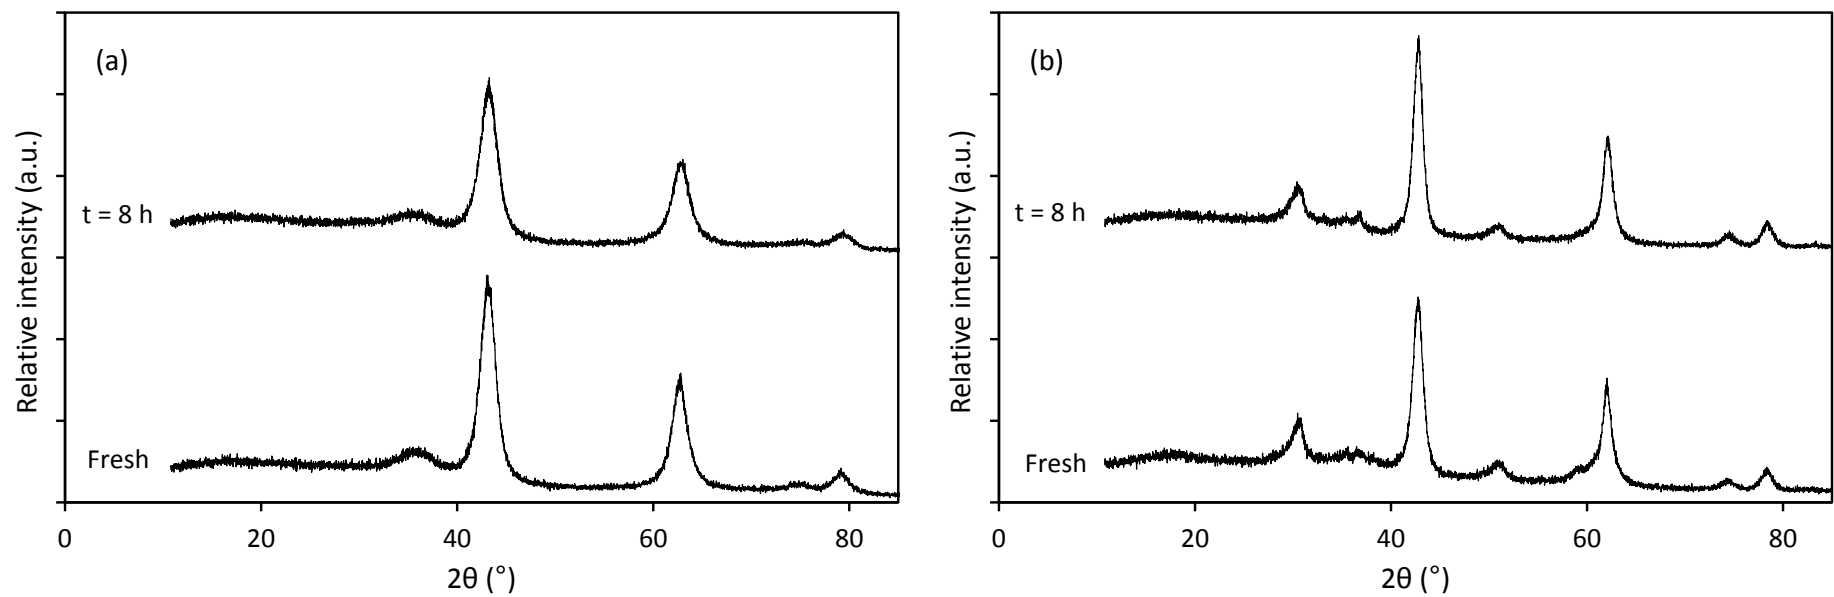 (a)
Relative intensity (a.u.)
t = 8 h
Fresh
0 20 40 60 80
2θ (°)
(b)
Relative intensity (a.u.)
t = 8 h
Fresh
0 20 40 60 80
2θ (°)